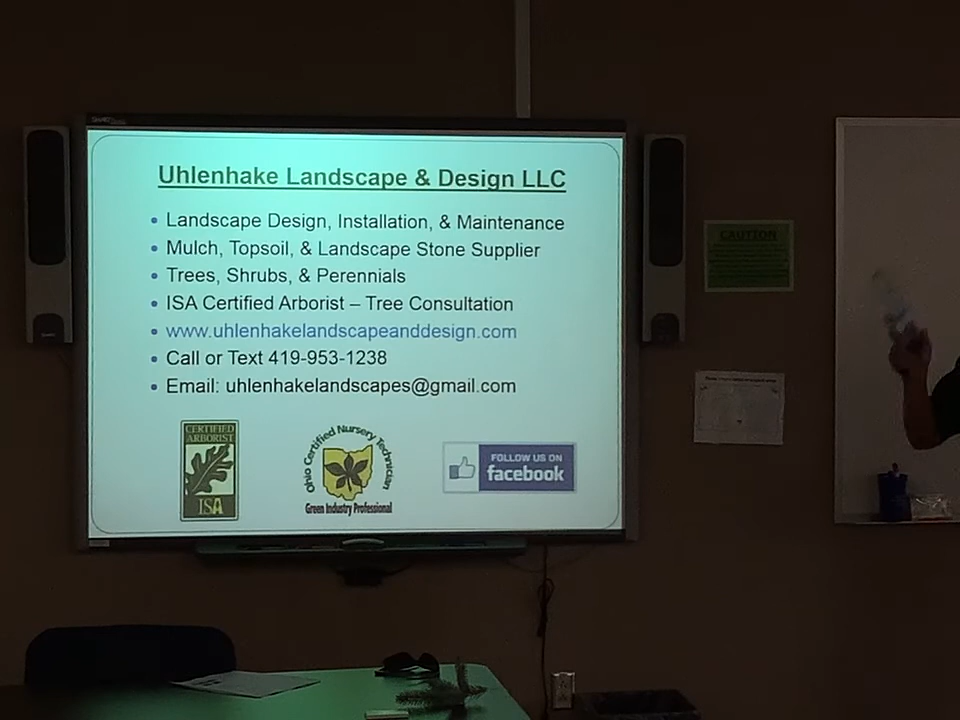 Uhlenhake Landscape & Design LLC
• Landscape Design, Installation, & Maintenance
• Mulch, Topsoil, & Landscape Stone Supplier
• Trees, Shrubs, & Perennials
• ISA Certified Arborist – Tree Consultation
• www.uhlenhakelandscapeanddesign.com
• Call or Text 419-953-1238
• Email: uhlenhakelandscapes@gmail.com
CERTIFIED
ARBORIST
ISA
Ohio Certified Nursery Technician
Green Industry Professional
FOLLOW US ON
facebook
CAUTION